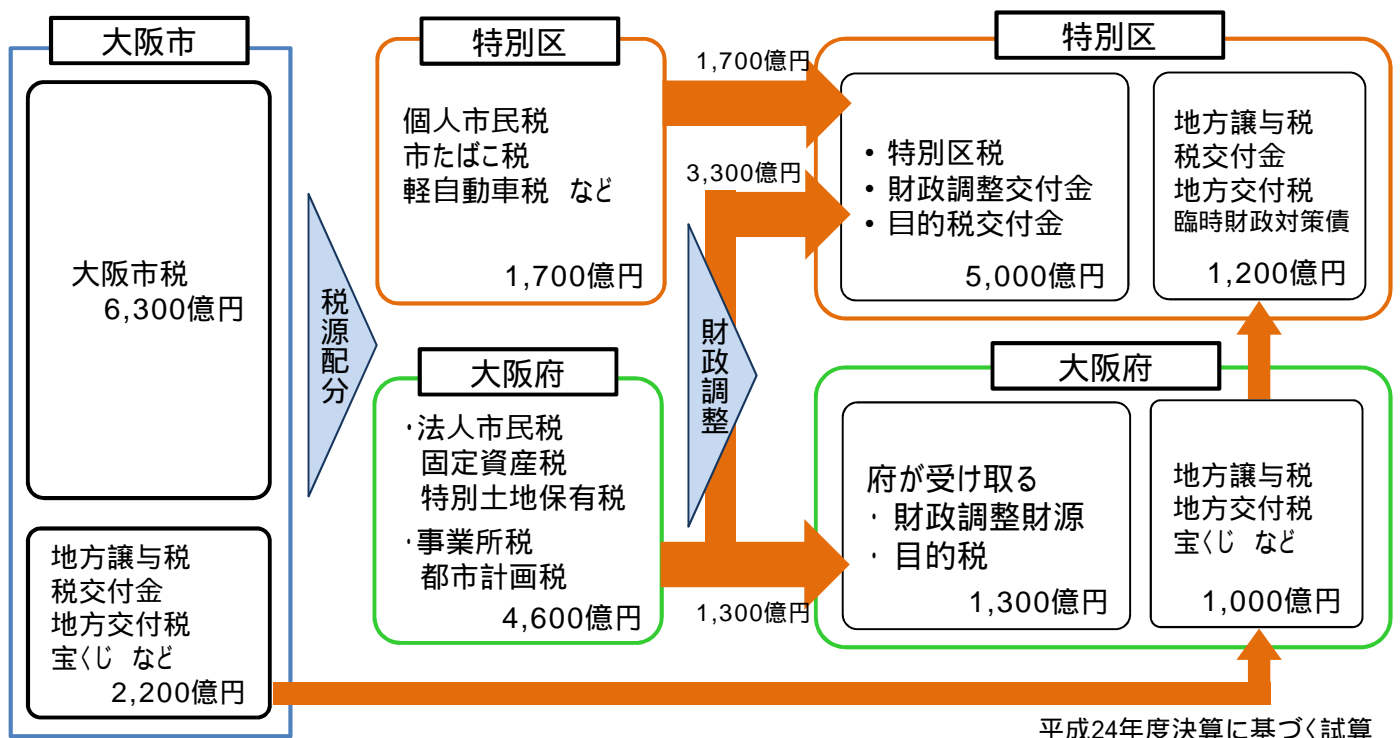 大阪市
大阪市税
6,300億円
地方譲与税
税交付金
地方交付税
宝くじ など
2,200億円
税源配分
特別区
個人市民税
市たばこ税
軽自動車税 など
1,700億円
大阪府
・法人市民税
固定資産税
特別土地保有税
・事業所税
都市計画税
4,600億円
財政調整
1,700億円
3,300億円
1,300億円
特別区
・特別区税
・財政調整交付金
・目的税交付金
5,000億円
地方譲与税
税交付金
地方交付税
臨時財政対策債
1,200億円
大阪府
府が受け取る
・財政調整財源
・目的税
1,300億円
地方譲与税
地方交付税
宝くじ など
1,000億円
平成24年度決算に基づく試算